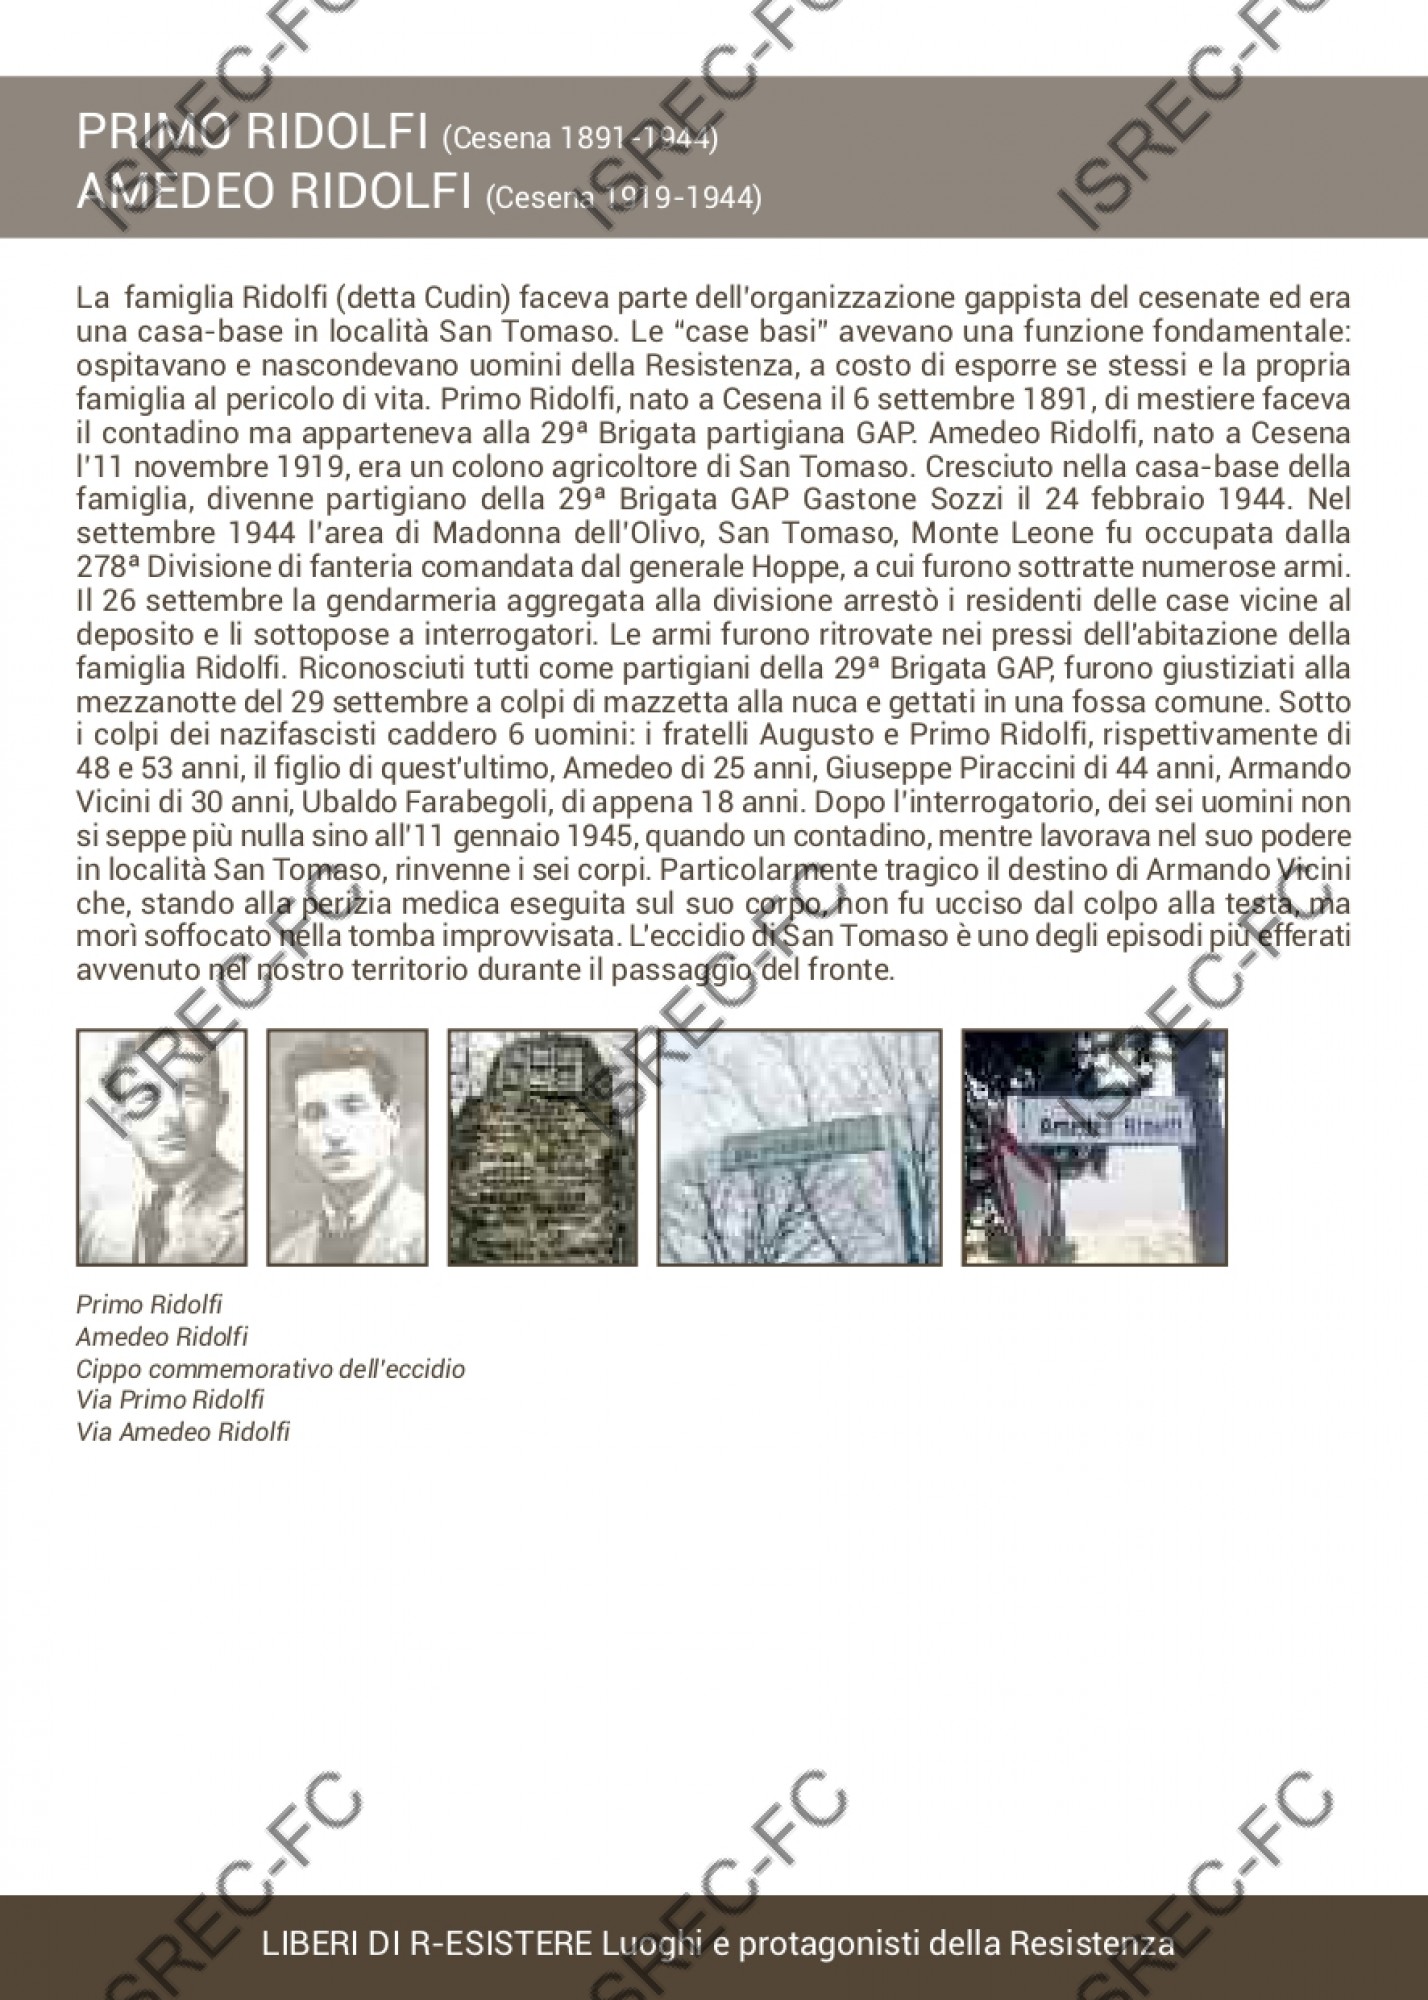 PRIMO RIDOLFI (Cesena 1891-1944)
AMEDEO RIDOLFI (Cesena 1919-1944)
La famiglia Ridolfi (detta Cudin) faceva parte dell'organizzazione gappista del cesenate ed era
una casa-base in località San Tomaso. Le “case basi” avevano una funzione fondamentale:
ospitavano e nascondevano uomini della Resistenza, a costo di esporre se stessi e la propria
famiglia al pericolo di vita. Primo Ridolfi, nato a Cesena il 6 settembre 1891, di mestiere faceva
il contadino ma apparteneva alla 29ª Brigata partigiana GAP. Amedeo Ridolfi, nato a Cesena
l'11 novembre 1919, era un colono agricoltore di San Tomaso. Cresciuto nella casa-base della
famiglia, divenne partigiano della 29ª Brigata GAP Gastone Sozzi il 24 febbraio 1944. Nel
settembre 1944 l'area di Madonna dell'Olivo, San Tomaso, Monte Leone fu occupata dalla
278ª Divisione di fanteria comandata dal generale Hoppe, a cui furono sottratte numerose armi.
Il 26 settembre la gendarmeria aggregata alla divisione arrestò i residenti delle case vicine al
deposito e li sottopose a interrogatori. Le armi furono ritrovate nei pressi dell'abitazione della
famiglia Ridolfi. Riconosciuti tutti come partigiani della 29ª Brigata GAP, furono giustiziati alla
mezzanotte del 29 settembre a colpi di mazzetta alla nuca e gettati in una fossa comune. Sotto
i colpi dei nazifascisti caddero 6 uomini: i fratelli Augusto e Primo Ridolfi, rispettivamente di
48 e 53 anni, il figlio di quest'ultimo, Amedeo di 25 anni, Giuseppe Piraccini di 44 anni, Armando
Vicini di 30 anni, Ubaldo Farabegoli, di appena 18 anni. Dopo l'interrogatorio, dei sei uomini non
si seppe più nulla sino all'11 gennaio 1945, quando un contadino, mentre lavorava nel suo podere
in località San Tomaso, rinvenne i sei corpi. Particolarmente tragico il destino di Armando Vicini
che, stando alla perizia medica eseguita sul suo corpo, non fu ucciso dal colpo alla testa, ma
morì soffocato nella tomba improvvisata. L'eccidio di San Tomaso è uno degli episodi più efferati
avvenuto nel nostro territorio durante il passaggio del fronte.
Primo Ridolfi
Amedeo Ridolfi
Cippo commemorativo dell'eccidio
Via Primo Ridolfi
Via Amedeo Ridolfi
LIBERI DI R-ESISTERE Luoghi e protagonisti della Resistenza
ISREC-FC
ISREC-FC
ISREC-FC
ISREC-FC
ISREC-FC
ISREC-FC
ISREC-FC
ISREC-FC
ISREC-FC